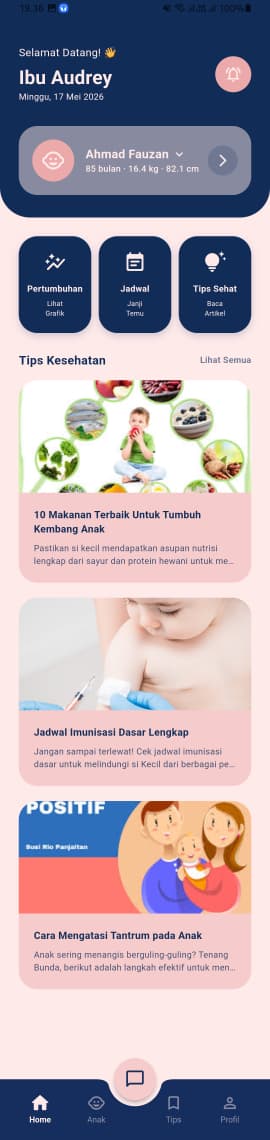 19.36
100%
Selamat Datang! 👋
Ibu Audrey
Minggu, 17 Mei 2026
Ahmad Fauzan
85 bulan · 16.4 kg · 82.1 cm
Pertumbuhan
Lihat
Grafik
Jadwal
Janji
Temu
Tips Sehat
Baca
Artikel
Tips Kesehatan
Lihat Semua
10 Makanan Terbaik Untuk Tumbuh
Kembang Anak
Pastikan si kecil mendapatkan asupan nutrisi
lengkap dari sayur dan protein hewani untuk me…
Jadwal Imunisasi Dasar Lengkap
Jangan sampai terlewat! Cek jadwal imunisasi
dasar untuk melindungi si Kecil dari berbagai pe…
POSITIF
Susi Rio Panjaitan
Cara Mengatasi Tantrum pada Anak
Anak sering menangis berguling-guling? Tenang
Bunda, berikut adalah langkah efektif untuk men…
Home
Anak
Tips
Profil